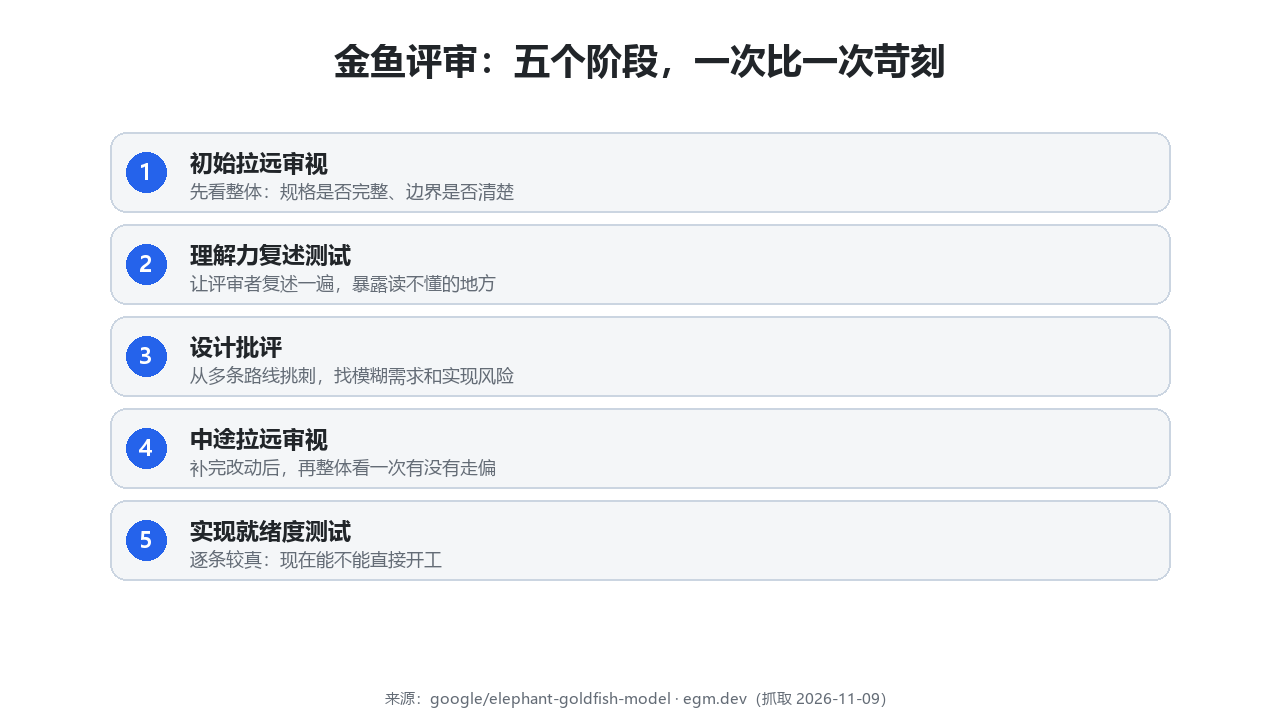 金鱼评审：五个阶段，一次比一次苛刻
1
初始拉远审视
先看整体：规格是否完整、边界是否清楚
2
理解力复述测试
让评审者复述一遍，暴露读不懂的地方
3
设计批评
从多条路线挑刺，找模糊需求和实现风险
4
中途拉远审视
补完改动后，再整体看一次有没有走偏
5
实现就绪度测试
逐条较真：现在能不能直接开工
来源：google/elephant-goldfish-model · egm.dev（抓取 2026-11-09）